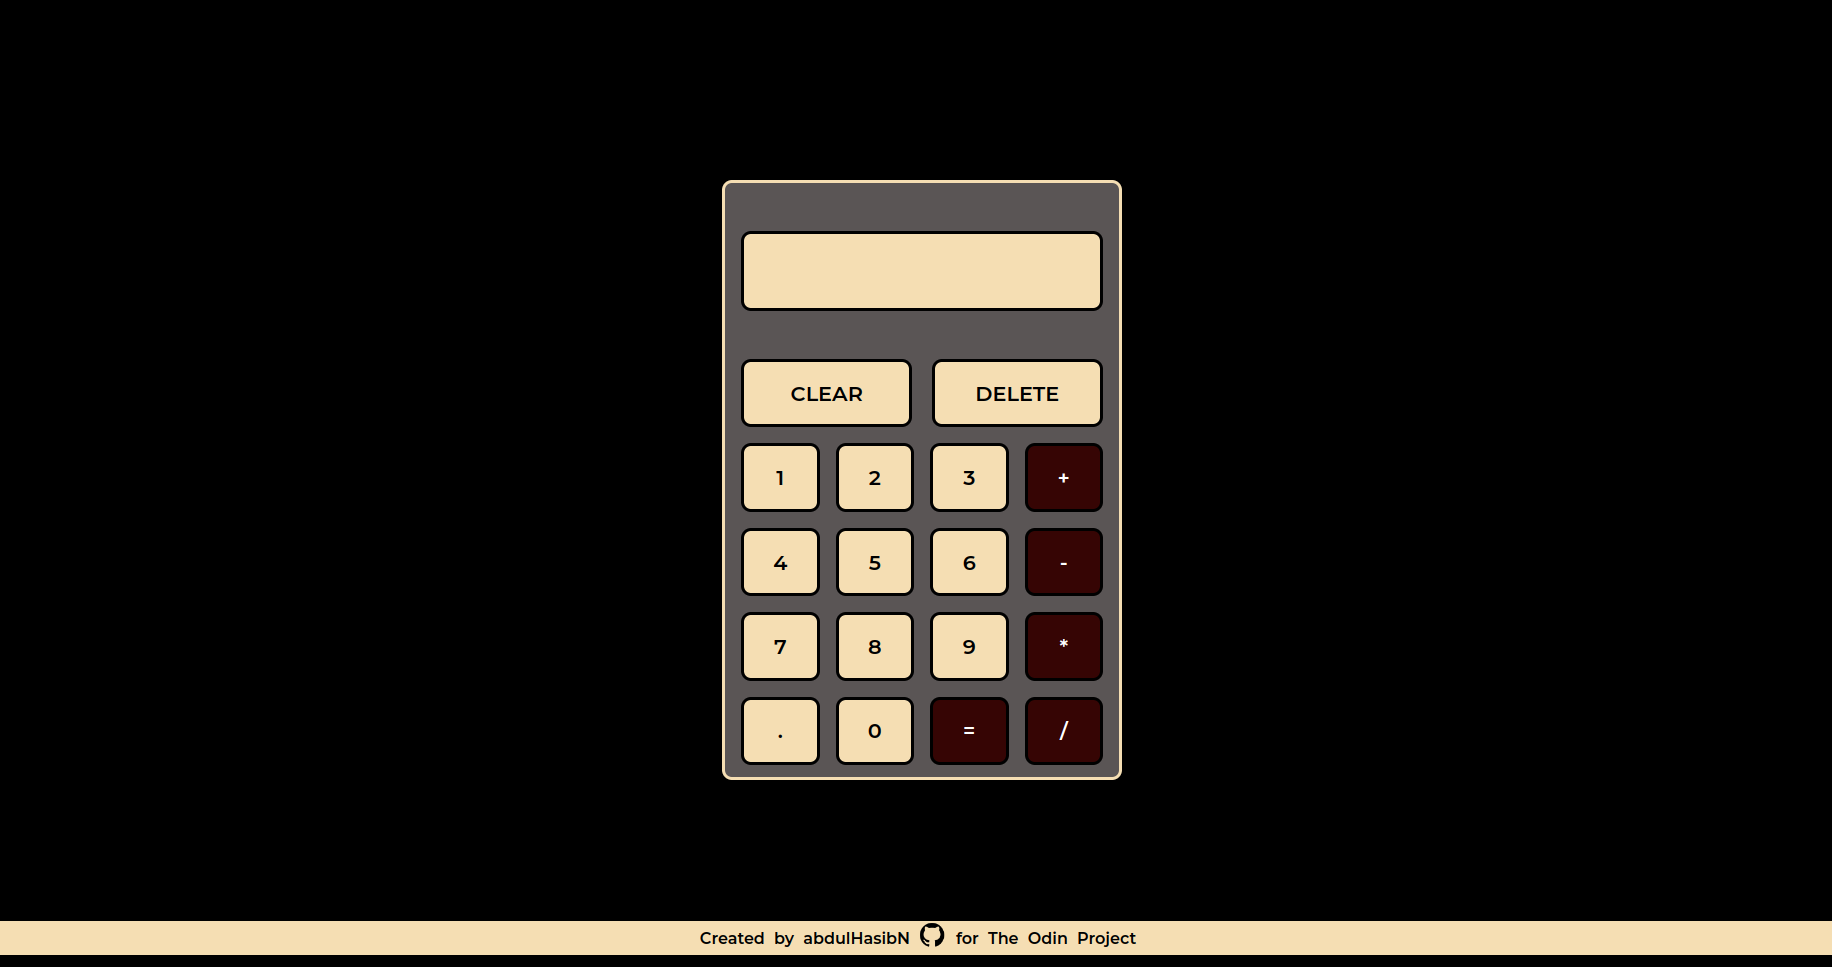 CLEAR DELETE
1 2 3 +
4 5 6 -
7 8 9 *
. 0 = /
Created by abdulHasibN for The Odin Project